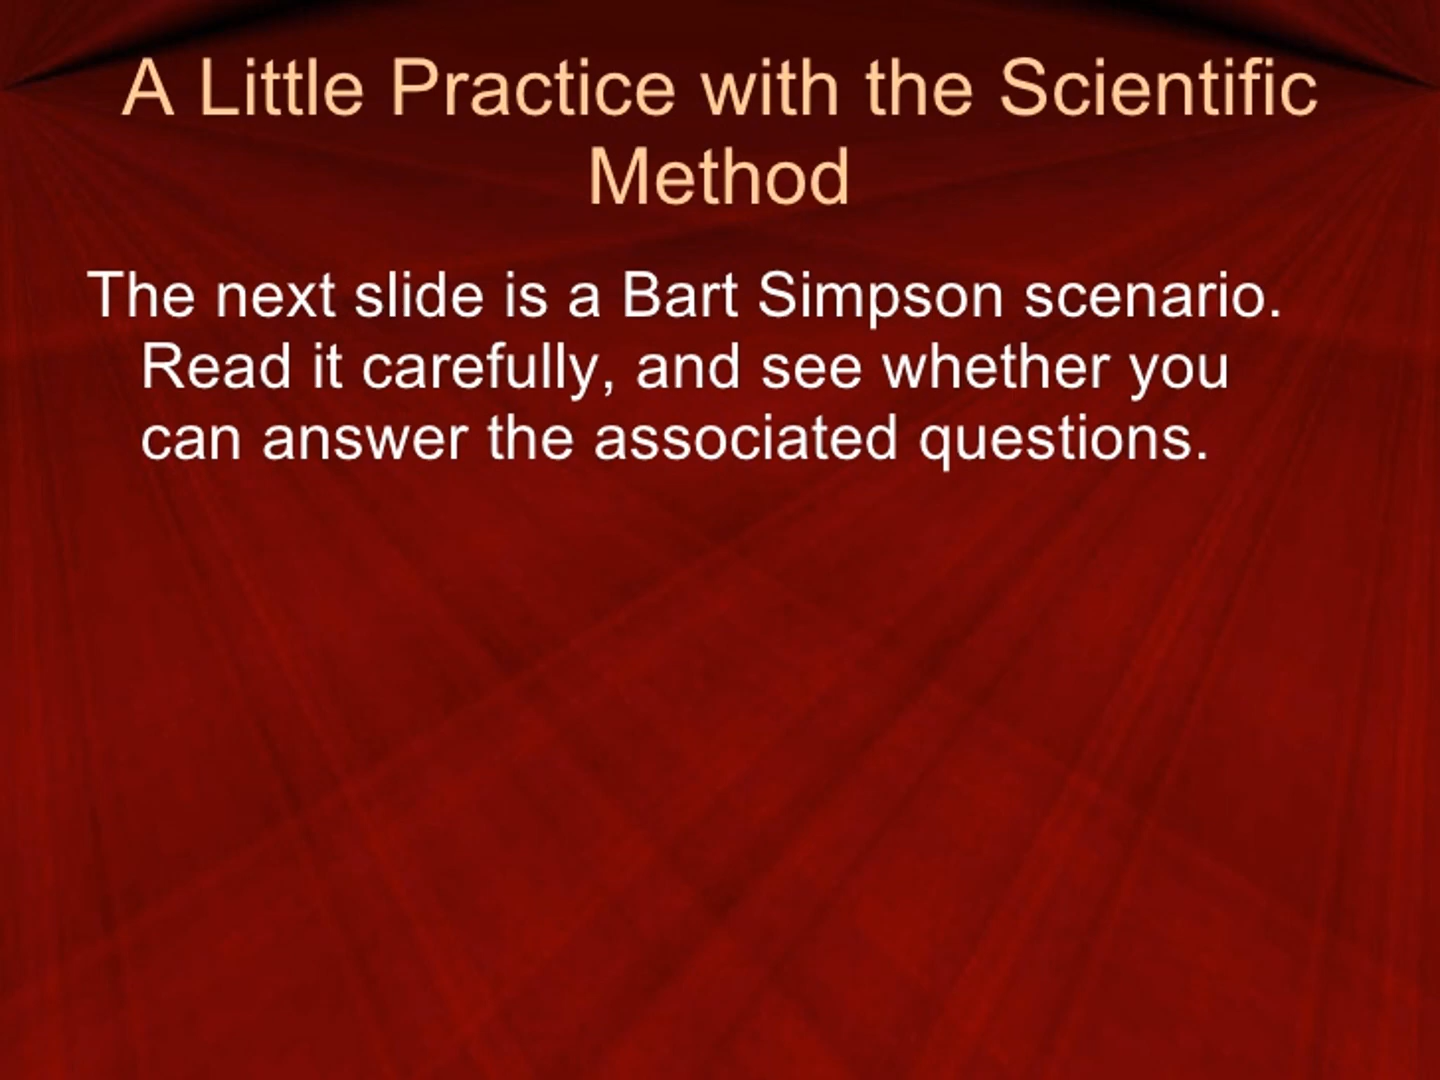 A Little Practice with the Scientific
Method
The next slide is a Bart Simpson scenario.
Read it carefully, and see whether you
can answer the associated questions.